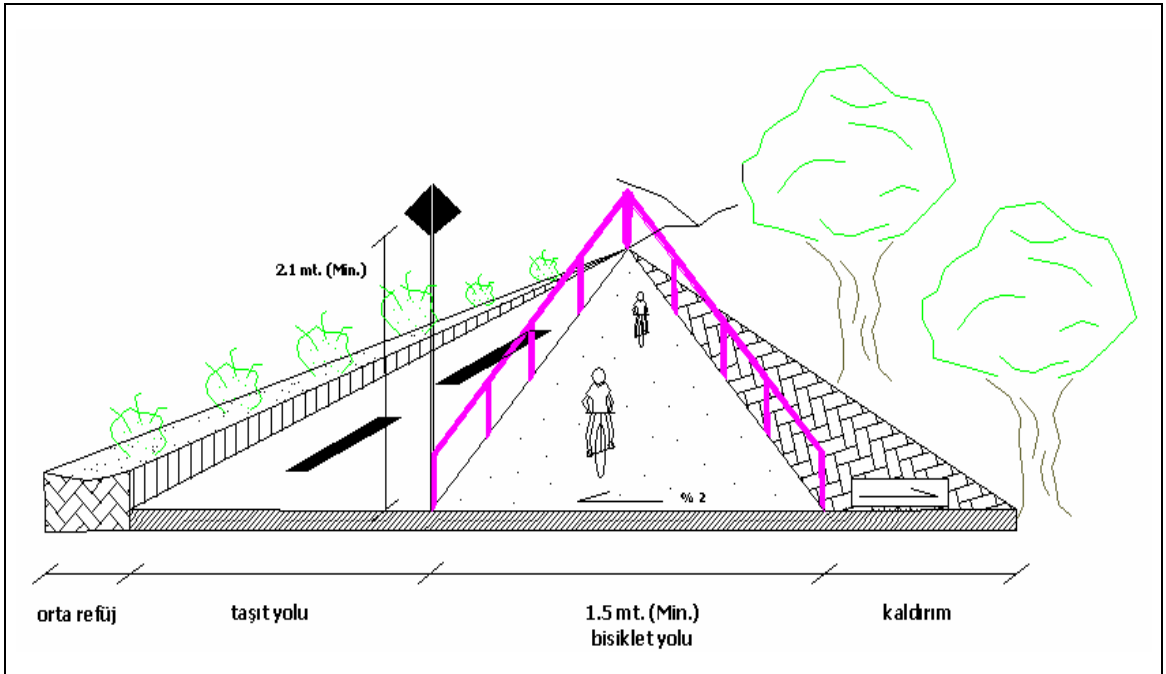 2.1 mt. (Min.)
% 2
orta refüj
taşıt yolu
1.5 mt. (Min.)
bisiklet yolu
kaldırım